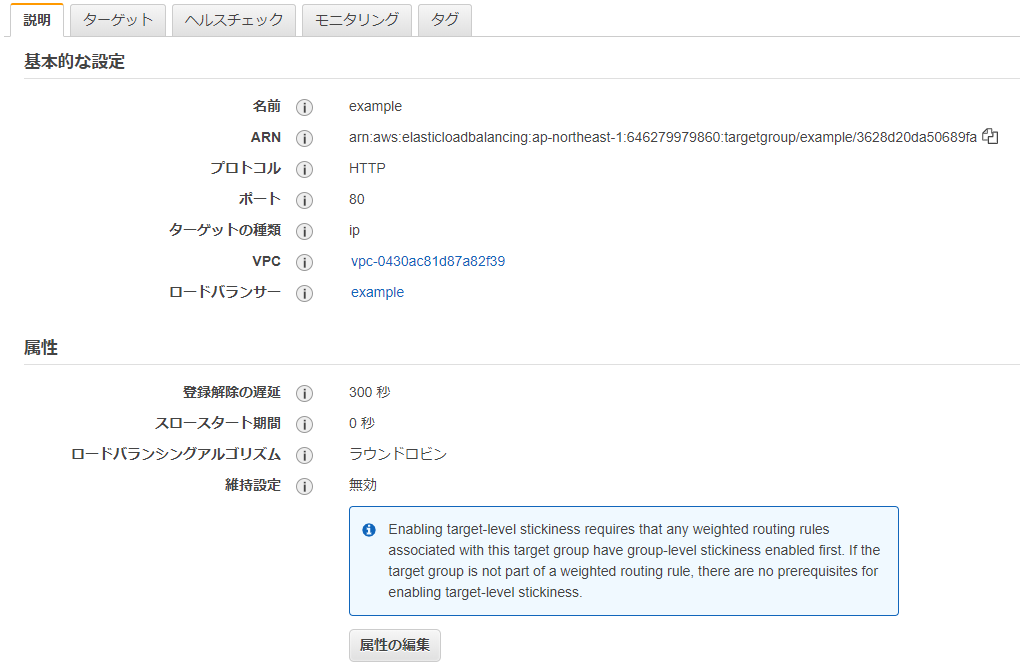 説明 ターゲット ヘルスチェック モニタリング タグ
基本的な設定
名前 example
ARN arn:aws:elasticloadbalancing:ap-northeast-1:646279979860:targetgroup/example/3628d20da50689fa
プロトコル HTTP
ポート 80
ターゲットの種類 ip
VPC vpc-0430ac81d87a82f39
ロードバランサー example
属性
登録解除の遅延 300 秒
スロースタート期間 0 秒
ロードバランシングアルゴリズム ラウンドロビン
維持設定 無効
Enabling target-level stickiness requires that any weighted routing rules
associated with this target group have group-level stickiness enabled first. If the
target group is not part of a weighted routing rule, there are no prerequisites for
enabling target-level stickiness.
属性の編集